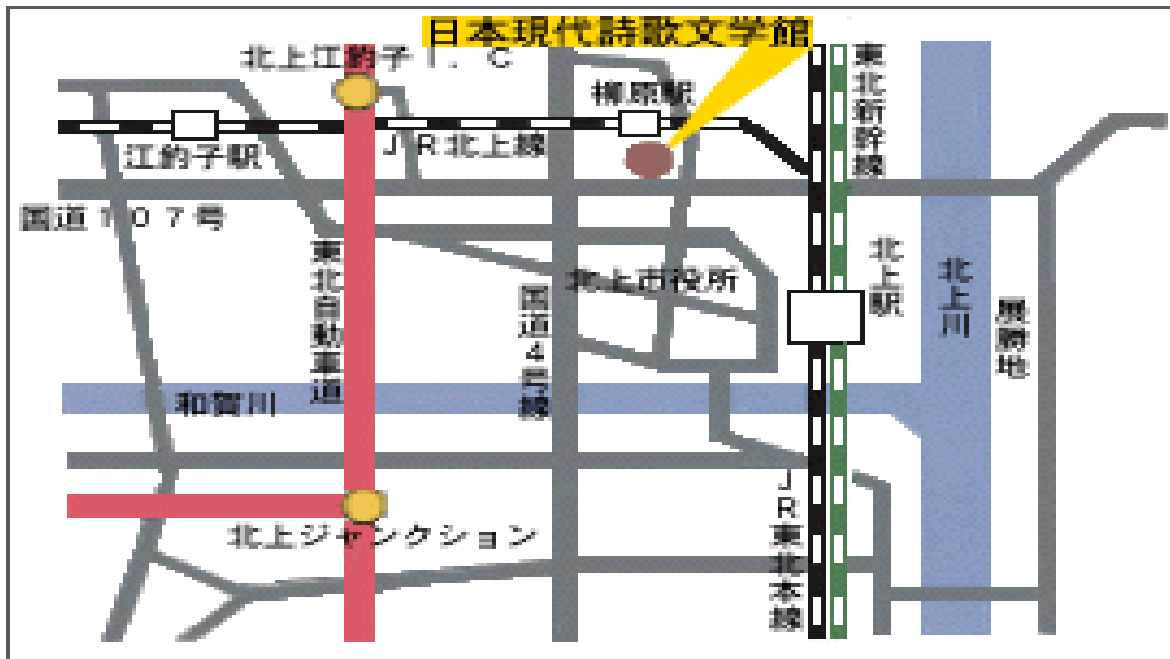 日本現代詩歌文学館
北上江釣子I．C
柳原駅
東北新幹線
江釣子駅
JR北上線
国道107号
東北自動車道
北上市役所
国道4号線
北上駅
北上川
展勝地
和賀川
北上ジャンクション
JR東北本線